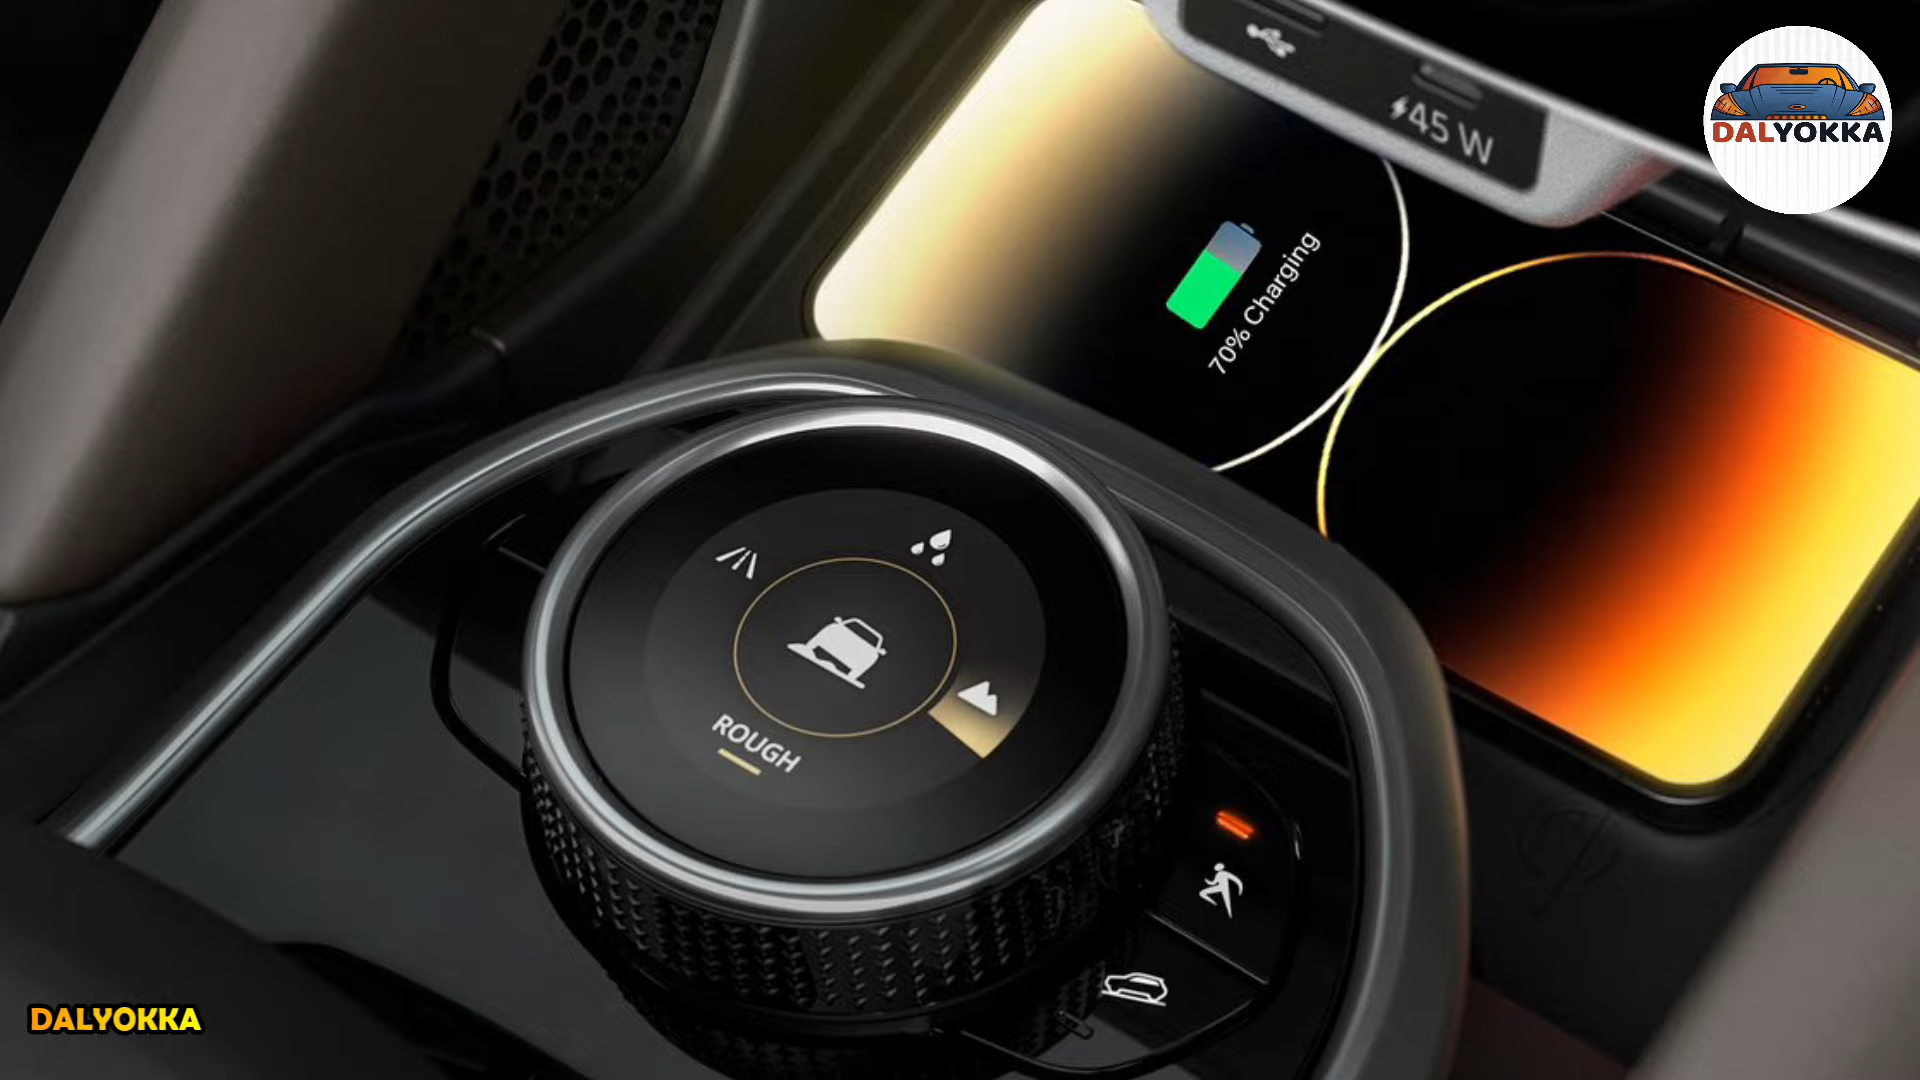 45 W
DALYOKKA
70% Charging
ROUGH
DALYOKKA